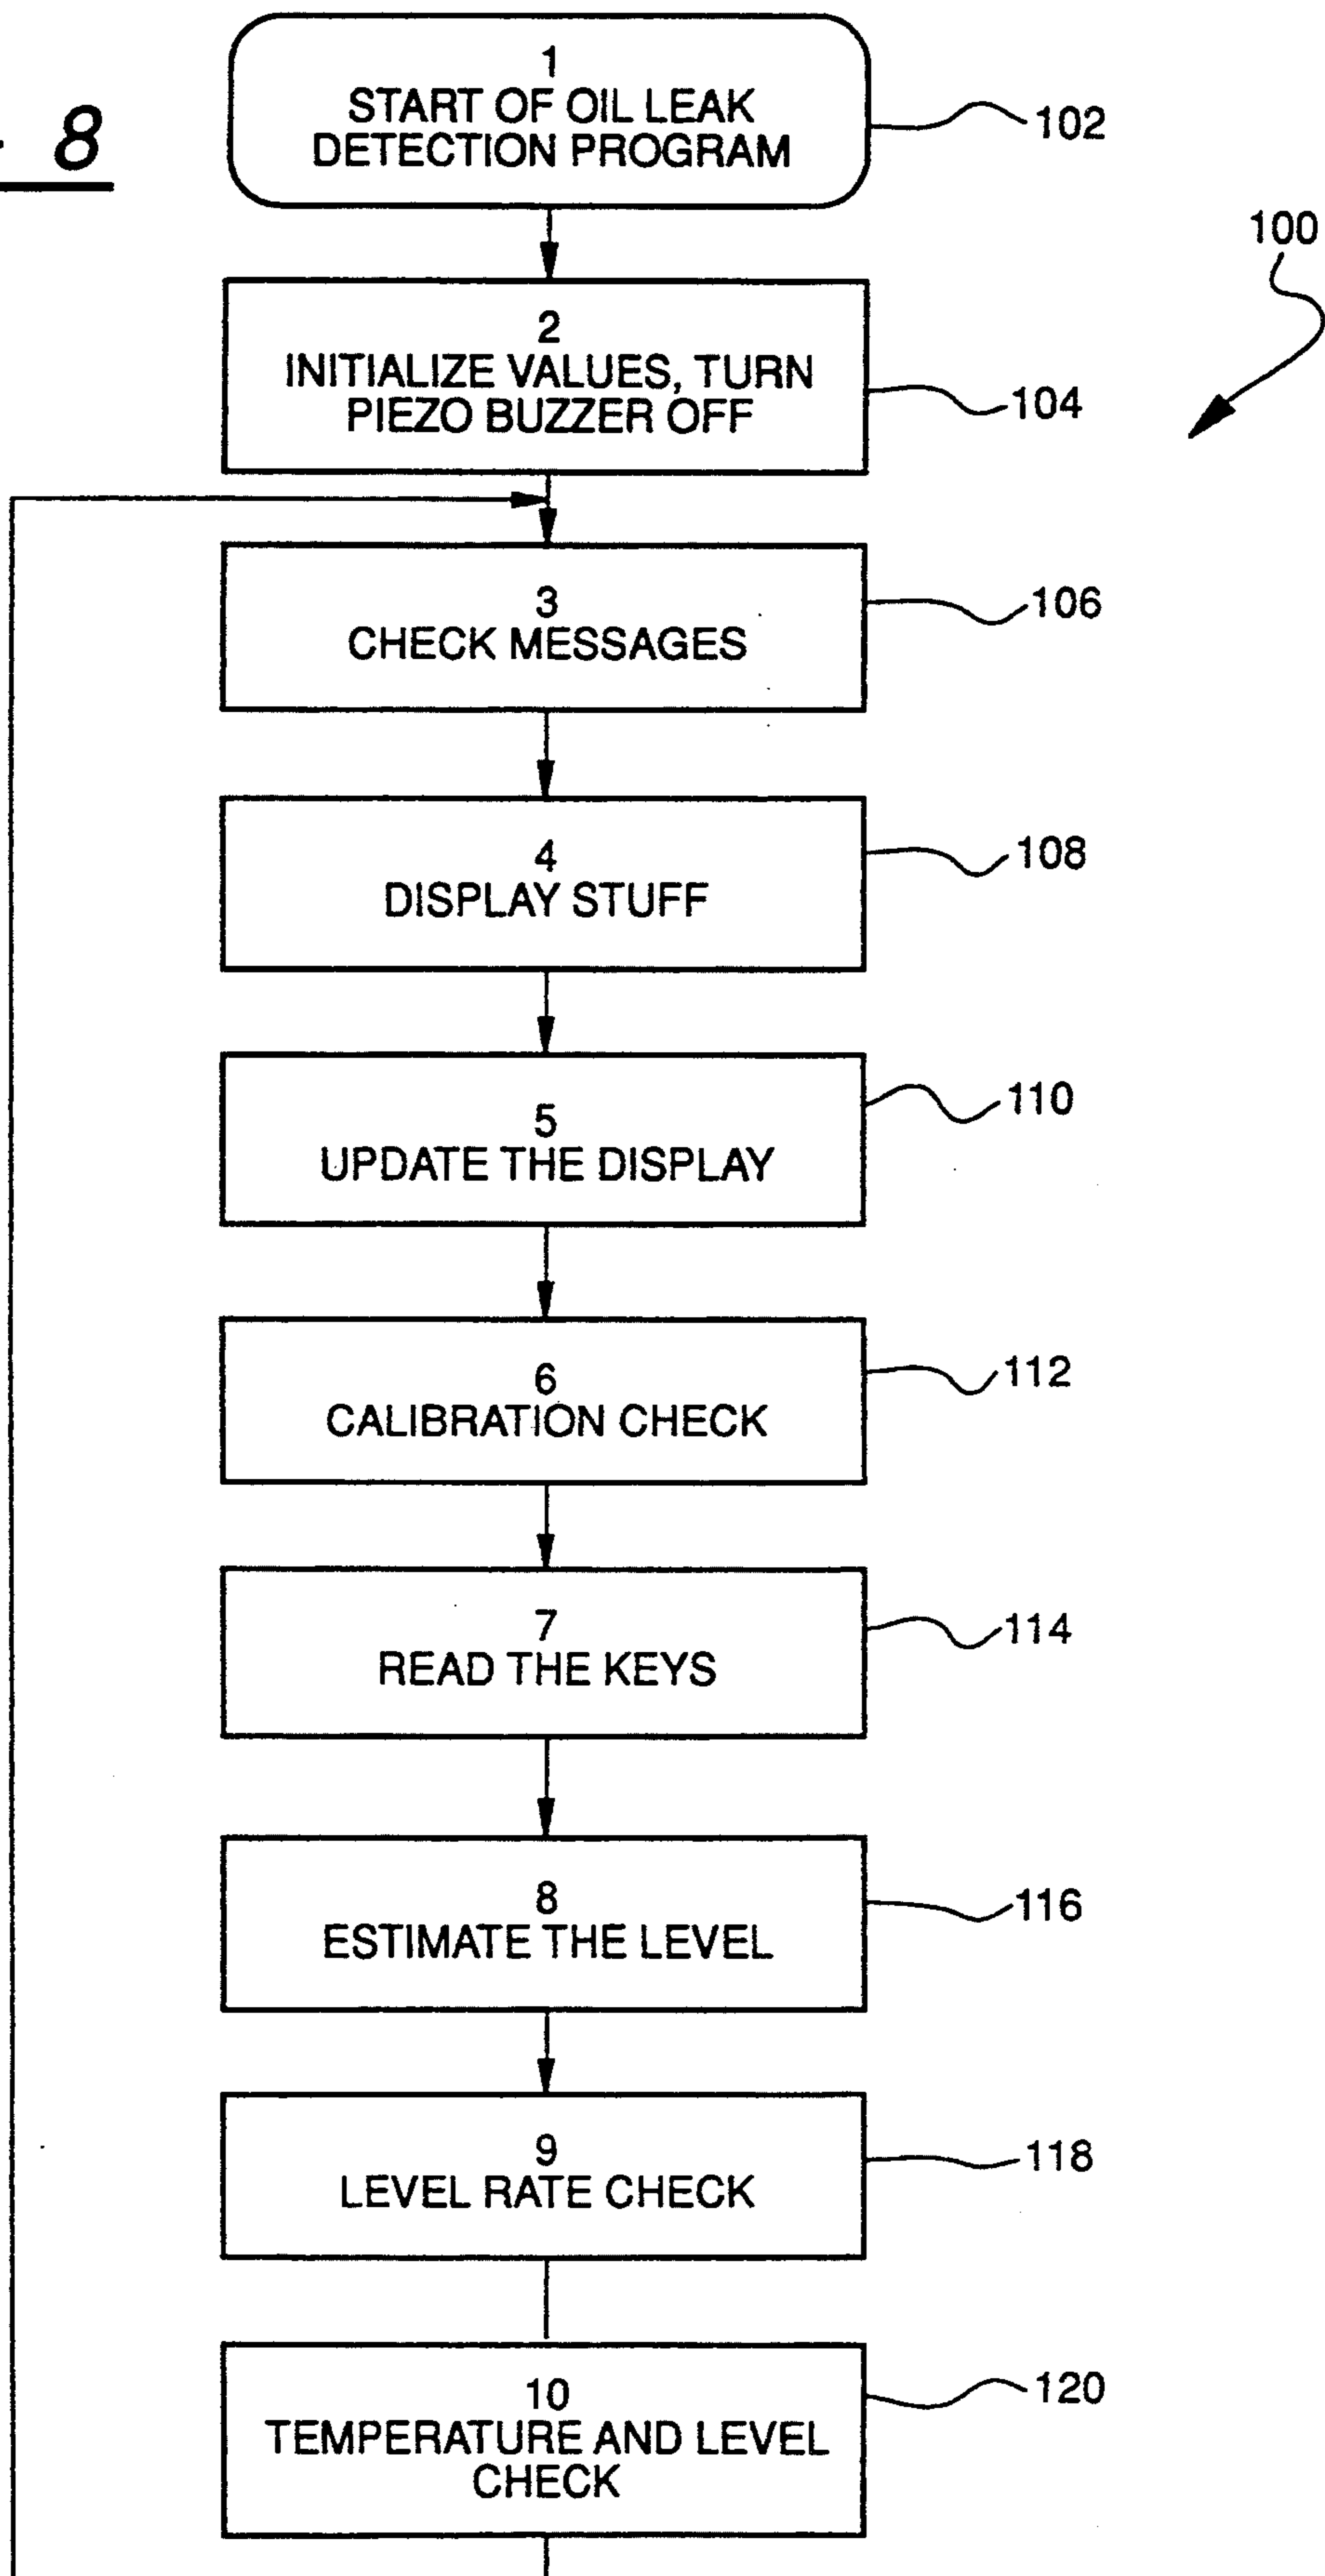 8
1
START OF OIL LEAK
DETECTION PROGRAM
102
100
2
INITIALIZE VALUES, TURN
PIEZO BUZZER OFF
104
3
CHECK MESSAGES
106
4
DISPLAY STUFF
108
5
UPDATE THE DISPLAY
110
6
CALIBRATION CHECK
112
7
READ THE KEYS
114
8
ESTIMATE THE LEVEL
116
9
LEVEL RATE CHECK
118
10
TEMPERATURE AND LEVEL
CHECK
120